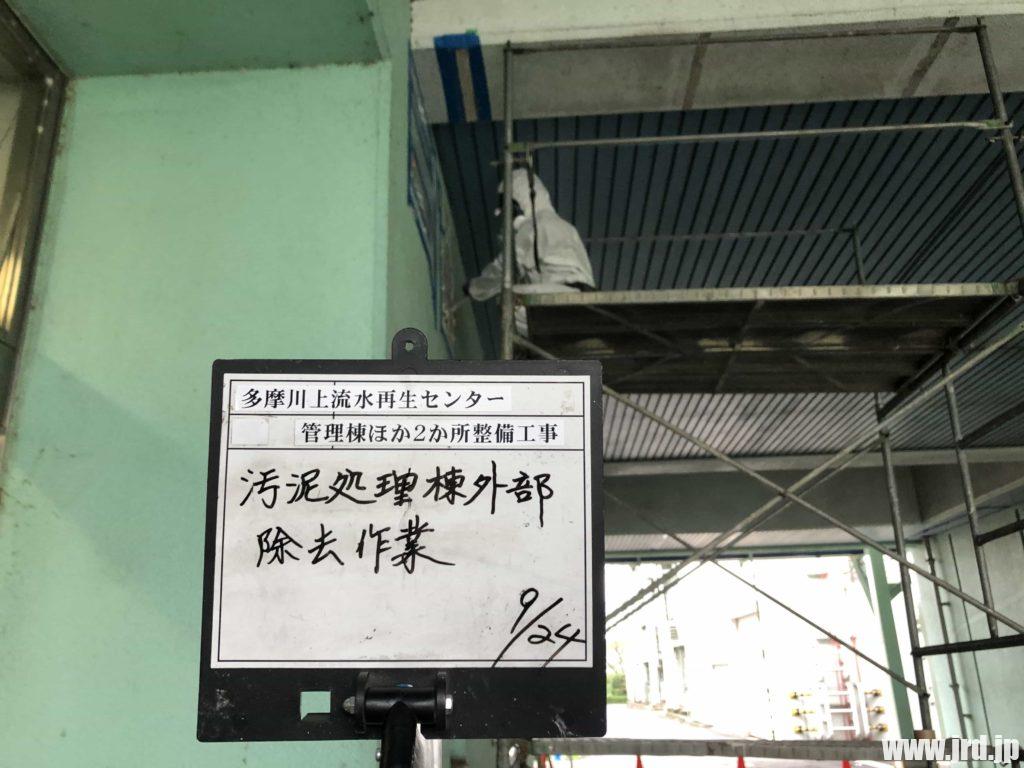 多摩川上流水再生センター
管理棟ほか2か所整備工事
汚泥処理棟外部
除去作業
9/24
www.jrd.jp